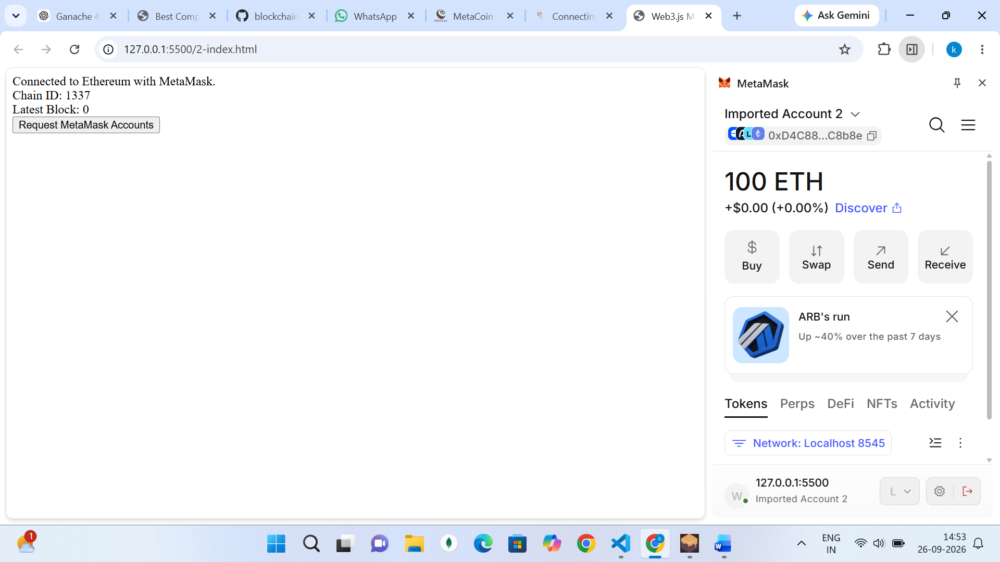 Ganache 4
Best Comp
blockchain
WhatsApp
MetaCoin
Connecting
Web3.js M
Ask Gemini
127.0.0.1:5500/2-index.html
k
Connected to Ethereum with MetaMask.
Chain ID: 1337
Latest Block: 0
Request MetaMask Accounts
MetaMask
Imported Account 2
0xD4C88...C8b8e
100 ETH
+$0.00 (+0.00%) Discover
Buy
Swap
Send
Receive
ARB's run
Up ~40% over the past 7 days
Tokens Perps DeFi NFTs Activity
Network: Localhost 8545
W
127.0.0.1:5500
Imported Account 2
L
1
ENG
IN
14:53
26-09-2026